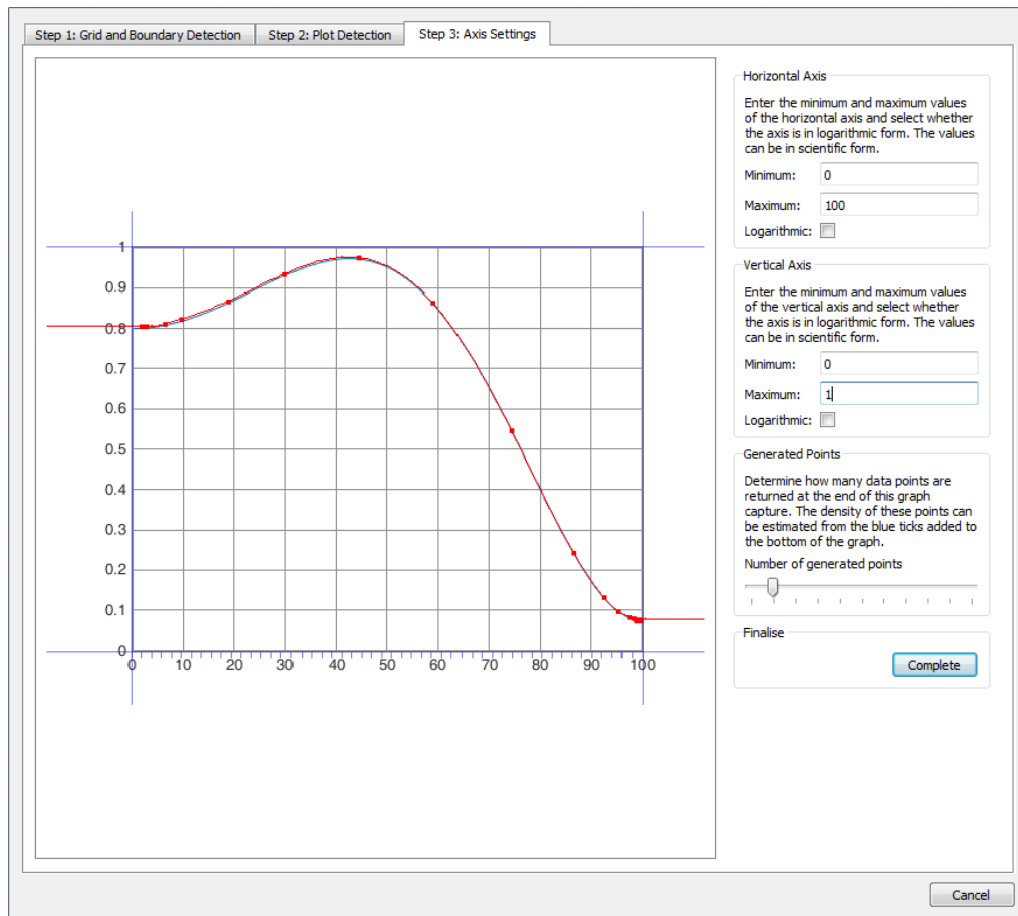 Step 1: Grid and Boundary Detection
Step 2: Plot Detection
Step 3: Axis Settings
1
0.9
0.8
0.7
0.6
0.5
0.4
0.3
0.2
0.1
0
0 10 20 30 40 50 60 70 80 90 100
Horizontal Axis
Enter the minimum and maximum values
of the horizontal axis and select whether
the axis is in logarithmic form. The values
can be in scientific form.
Minimum: 0
Maximum: 100
Logarithmic:
Vertical Axis
Enter the minimum and maximum values
of the vertical axis and select whether
the axis is in logarithmic form. The values
can be in scientific form.
Minimum: 0
Maximum: 1
Logarithmic:
Generated Points
Determine how many data points are
returned at the end of this graph
capture. The density of these points can
be estimated from the blue ticks added to
the bottom of the graph.
Number of generated points
Finalise
Complete
Cancel